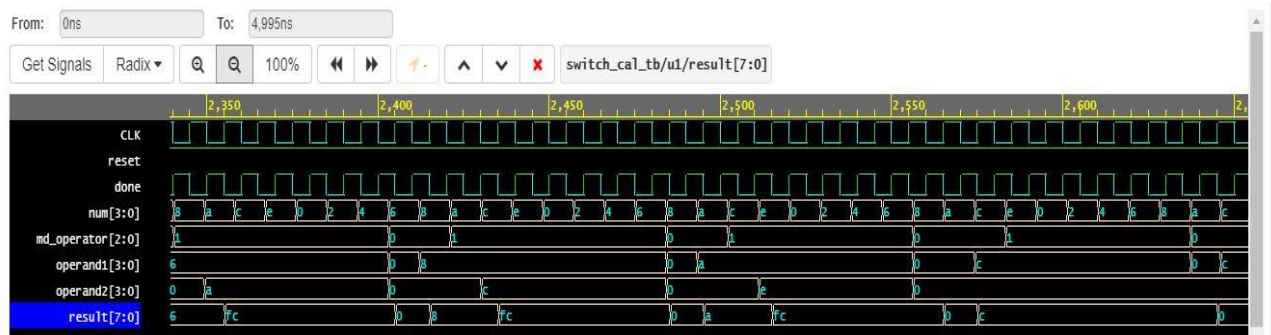 From: 0ns To: 4,995ns
Get Signals Radix 100% switch_cal_tb/u1/result[7:0]
2,350 2,400 2,450 2,500 2,550 2,600 2,
CLK
reset
done
num[3:0] 8 a c e 0 2 4 6 8 a c e 0 2 4 6 8 a c e 0 2 4 6 8 a c e 0 2 4 6 8 a c
md_operator[2:0] 1 0 1 0 1 0 1 0
operand1[3:0] 6 0 8 0 a 0 c 0 c
operand2[3:0] 0 a 0 c 0 e 0
result[7:0] 6 fc 0 8 fc 0 a fc 0 c 0